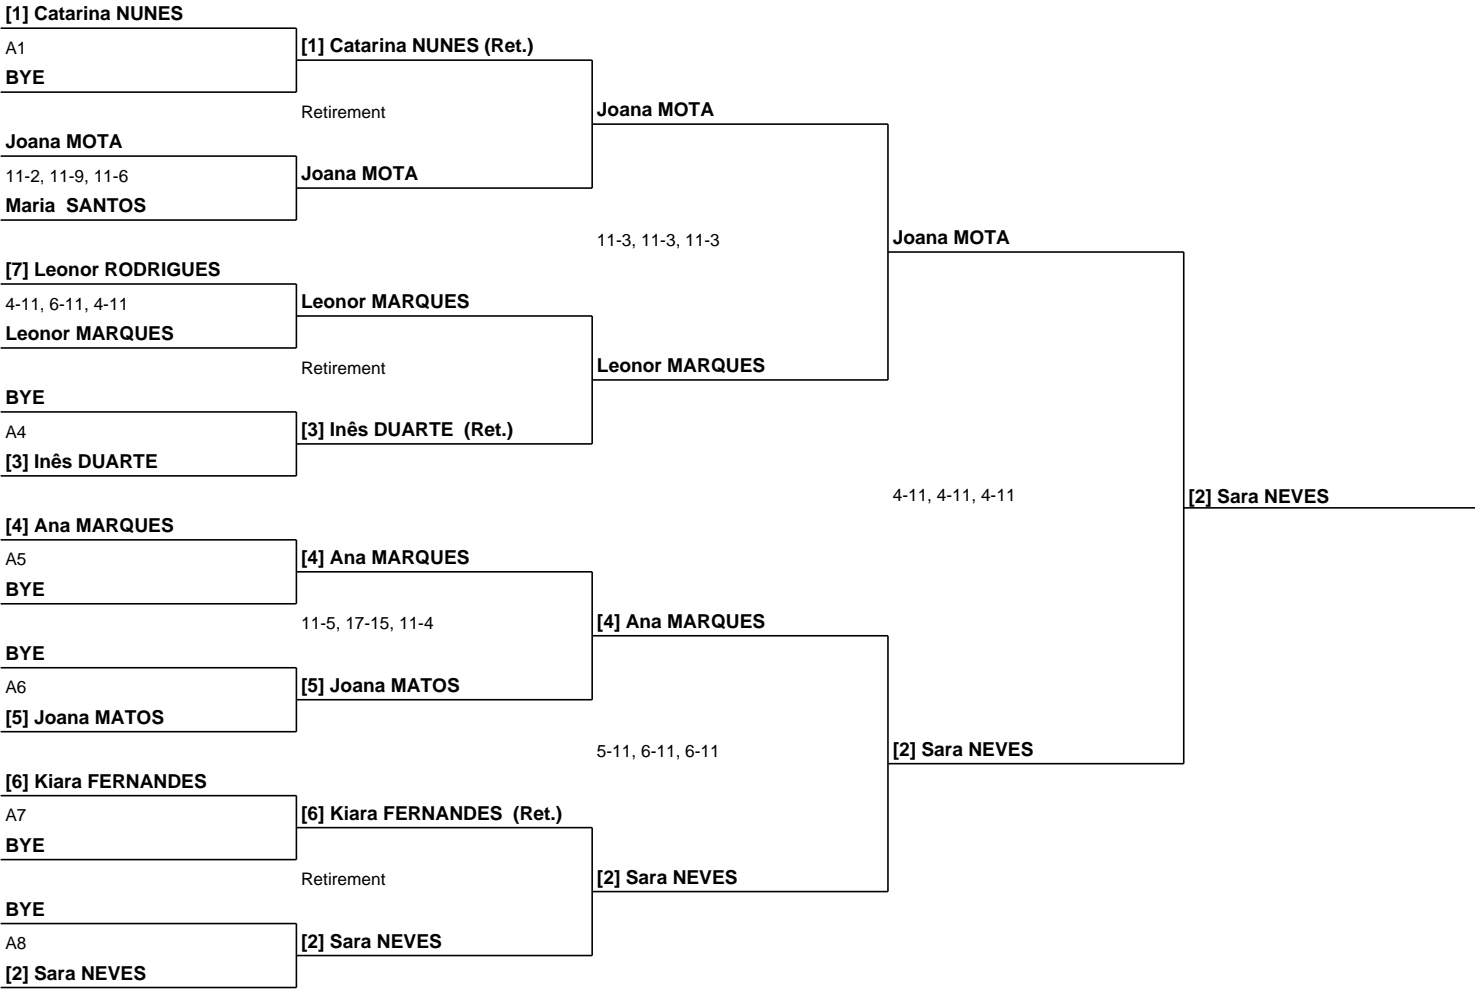 [1] Catarina NUNES
A1
[1] Catarina NUNES (Ret.)
BYE
Retirement
Joana MOTA
Joana MOTA
11-2, 11-9, 11-6
Joana MOTA
Maria  SANTOS
11-3, 11-3, 11-3
Joana MOTA
[7] Leonor RODRIGUES
4-11, 6-11, 4-11
Leonor MARQUES
Leonor MARQUES
Retirement
Leonor MARQUES
BYE
A4
[3] Inês DUARTE  (Ret.)
[3] Inês DUARTE
4-11, 4-11, 4-11
[2] Sara NEVES
[4] Ana MARQUES
A5
[4] Ana MARQUES
BYE
11-5, 17-15, 11-4
[4] Ana MARQUES
BYE
A6
[5] Joana MATOS
[5] Joana MATOS
5-11, 6-11, 6-11
[2] Sara NEVES
[6] Kiara FERNANDES
A7
[6] Kiara FERNANDES  (Ret.)
BYE
Retirement
[2] Sara NEVES
BYE
A8
[2] Sara NEVES
[2] Sara NEVES